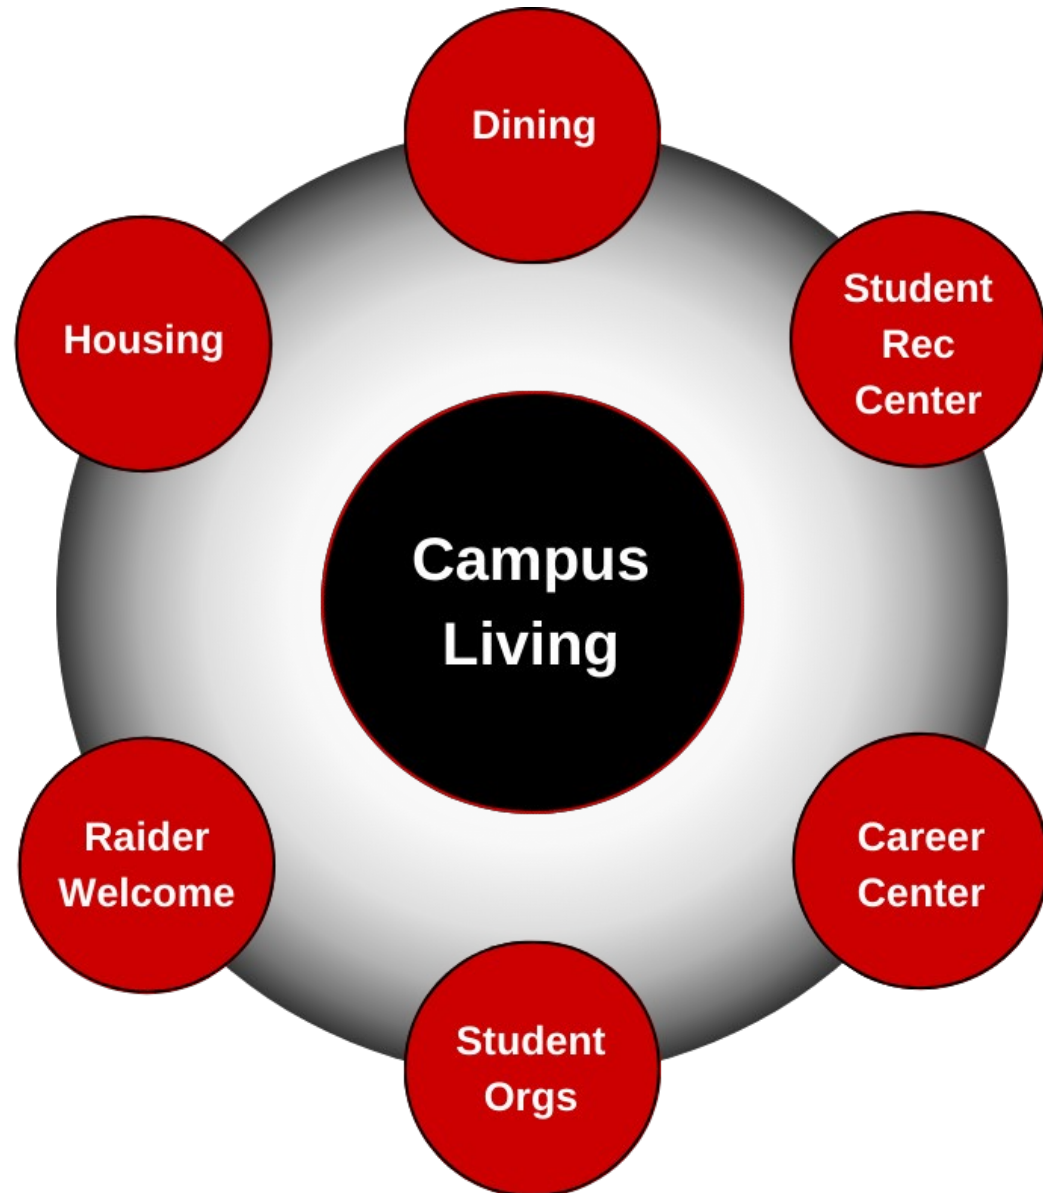 Dining
Student
Rec
Center
Housing
Campus
Living
Raider
Welcome
Career
Center
Student
Orgs